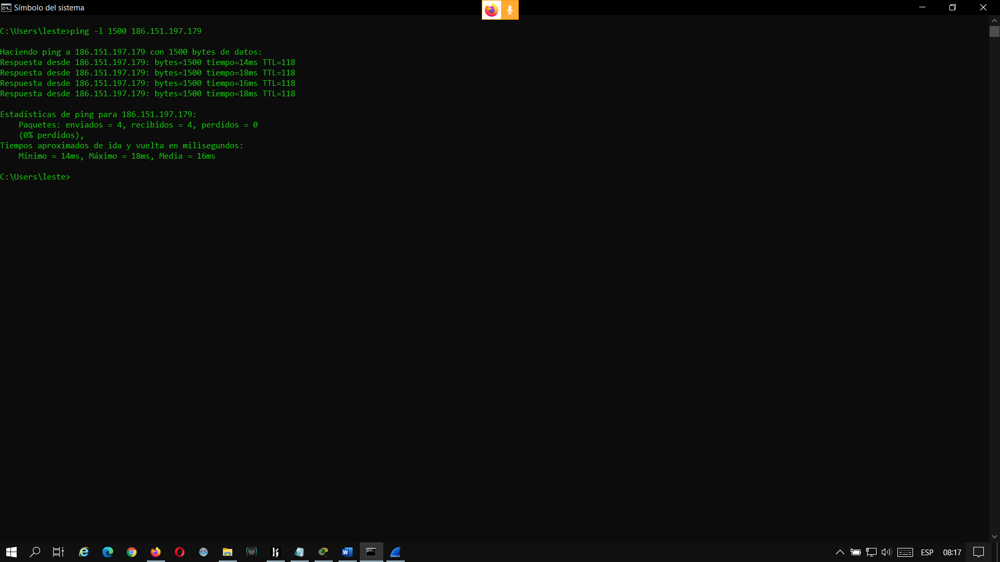 Símbolo del sistema
C:\Users\leste>ping -l 1500 186.151.197.179
Haciendo ping a 186.151.197.179 con 1500 bytes de datos:
Respuesta desde 186.151.197.179: bytes=1500 tiempo=14ms TTL=118
Respuesta desde 186.151.197.179: bytes=1500 tiempo=18ms TTL=118
Respuesta desde 186.151.197.179: bytes=1500 tiempo=16ms TTL=118
Respuesta desde 186.151.197.179: bytes=1500 tiempo=18ms TTL=118
Estadísticas de ping para 186.151.197.179:
Paquetes: enviados = 4, recibidos = 4, perdidos = 0
(0% perdidos),
Tiempos aproximados de ida y vuelta en milisegundos:
Mínimo = 14ms, Máximo = 18ms, Media = 16ms
C:\Users\leste>
ESP 08:17